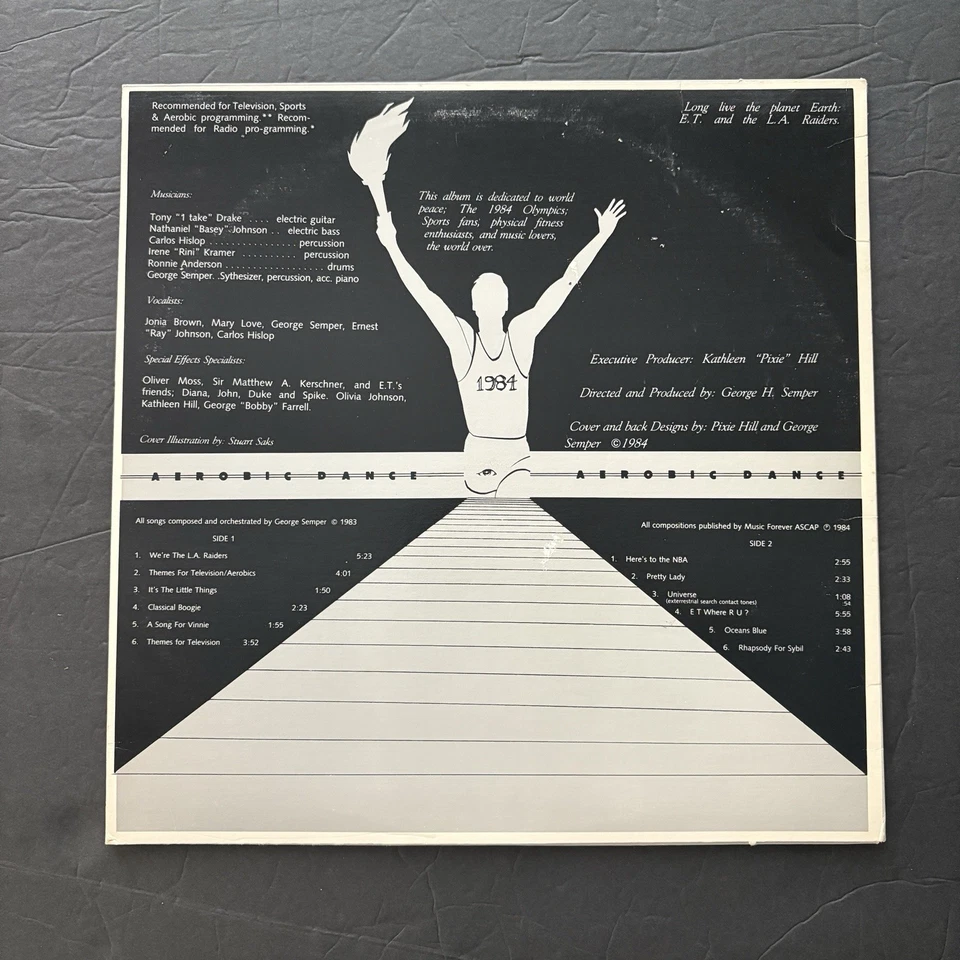 Recommended for Television, Sports
& Aerobic programming.** Recom-
mended for Radio pro-gramming.*
Long live the planet Earth:
E.T. and the L.A. Raiders.
Musicians:
Tony "1 take" Drake .... electric guitar
Nathaniel "Basey" Johnson .. electric bass
Carlos Hislop ................ percussion
Irene "Rini" Kramer .......... percussion
Ronnie Anderson .................. drums
George Semper. .Sythesizer, percussion, acc. piano
Vocalists:
Jonia Brown, Mary Love, George Semper, Ernest
"Ray" Johnson, Carlos Hislop
Special Effects Specialists:
Oliver Moss, Sir Matthew A. Kerschner, and E.T.'s
friends; Diana, John, Duke and Spike. Olivia Johnson,
Kathleen Hill, George "Bobby" Farrell.
Cover Illustration by: Stuart Saks
This album is dedicated to world
peace; The 1984 Olympics;
Sports fans, physical fitness
enthusiasts, and music lovers,
the world over.
1984
Executive Producer: Kathleen "Pixie" Hill
Directed and Produced by: George H. Semper
Cover and back Designs by: Pixie Hill and George
Semper ©1984
AEROBIC DANCE
AEROBIC DANCE
All songs composed and orchestrated by George Semper © 1983
SIDE 1
1. We're The L.A. Raiders 5:23
2. Themes For Television/Aerobics 4:01
3. It's The Little Things 1:50
4. Classical Boogie 2:23
5. A Song For Vinnie 1:55
6. Themes for Television 3:52
All compositions published by Music Forever ASCAP ℗ 1984
SIDE 2
1. Here's to the NBA 2:55
2. Pretty Lady 2:33
3. Universe 1:08
(exterrestrial search contact tones) :54
4. E T Where R U ? 5:55
5. Oceans Blue 3:58
6. Rhapsody For Sybil 2:43